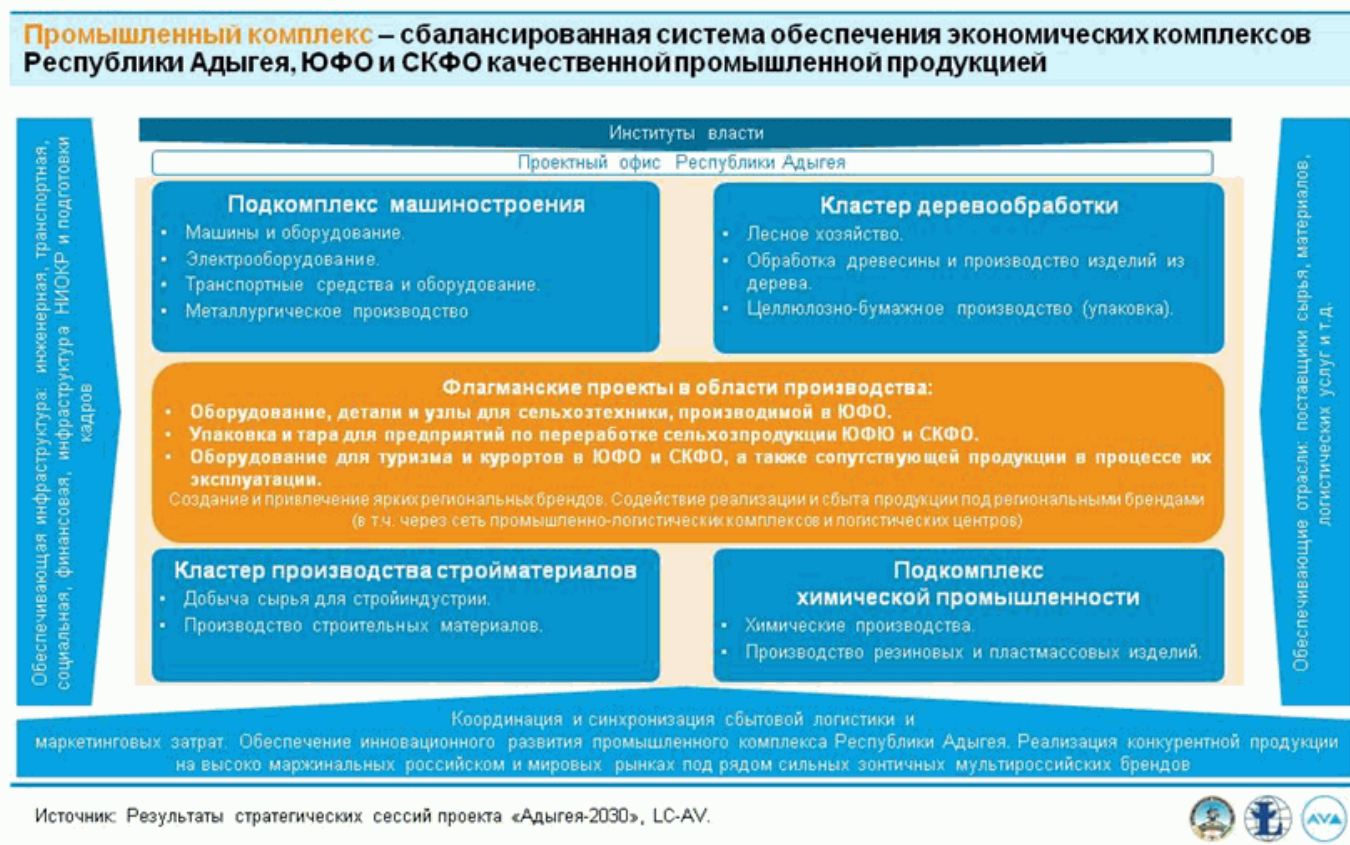 Промышленный комплекс – сбалансированная система обеспечения экономических комплексов
Республики Адыгея, ЮФО и СКФО качественной промышленной продукцией
Институты власти
Проектный офис Республики Адыгея
Обеспечивающая инфраструктура: инженерная, транспортная,
социальная, финансовая, инфраструктура НИОКР и подготовки
кадров
Подкомплекс машиностроения
• Машины и оборудование.
• Электрооборудование.
• Транспортные средства и оборудование.
• Металлургическое производство
Кластер деревообработки
• Лесное хозяйство.
• Обработка древесины и производство изделий из
дерева.
• Целлюлозно-бумажное производство (упаковка).
Флагманские проекты в области производства:
• Оборудование, детали и узлы для сельхозтехники, производимой в ЮФО.
• Упаковка и тара для предприятий по переработке сельхозпродукции ЮФЮ и СКФО.
• Оборудование для туризма и курортов в ЮФО и СКФО, а также сопутствующей продукции в процессе их
эксплуатации.
Создание и привлечение ярких региональных брендов. Содействие реализации и сбыта продукции под региональными брендами
(в т.ч. через сеть промышленно-логистических комплексов и логистических центров)
Кластер производства стройматериалов
• Добыча сырья для стройиндустрии.
• Производство строительных материалов.
Подкомплекс
химической промышленности
• Химические производства.
• Производство резиновых и пластмассовых изделий.
Обеспечивающие отрасли: поставщики сырья, материалов,
логистических услуг и т.д.
Координация и синхронизация сбытовой логистики и
маркетинговых затрат. Обеспечение инновационного развития промышленного комплекса Республики Адыгея. Реализация конкурентной продукции
на высоко маржинальных российском и мировых рынках под рядом сильных зонтичных мультироссийских брендов
Источник: Результаты стратегических сессий проекта «Адыгея-2030», LC-AV.
AVA